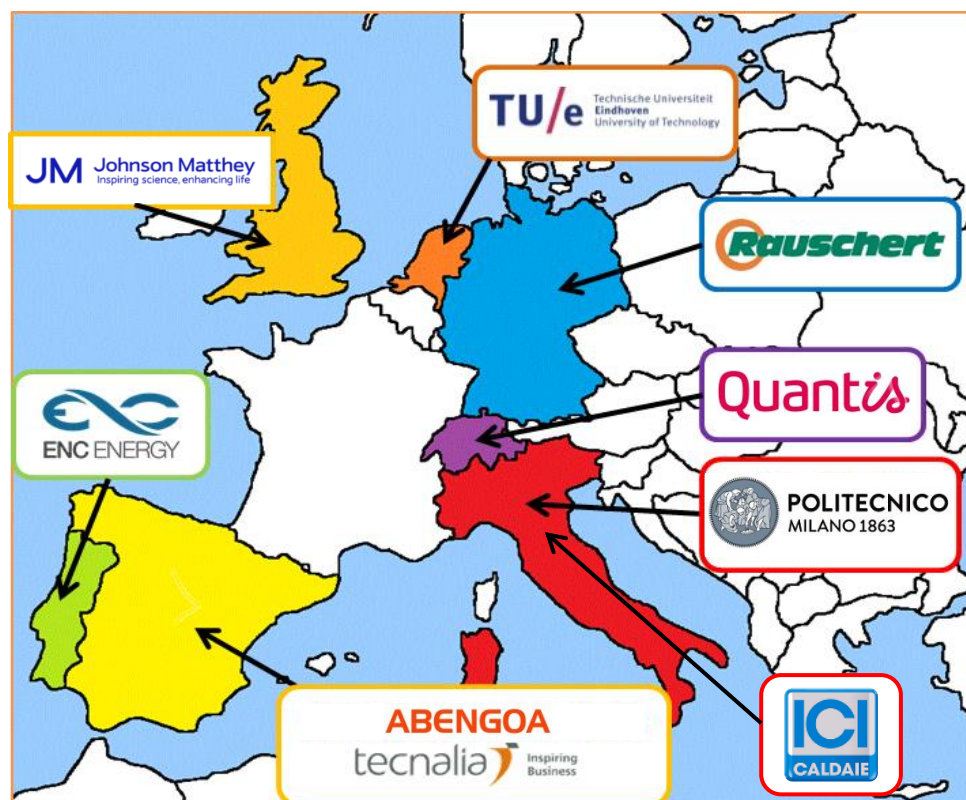 TU/e Technische Universiteit
Eindhoven
University of Technology
JM Johnson Matthey
Inspiring science, enhancing life
Rauschert
Quantis
ENC ENERGY
POLITECNICO
MILANO 1863
ABENGOA
tecnalia Inspiring
Business
ICI
CALDAIE